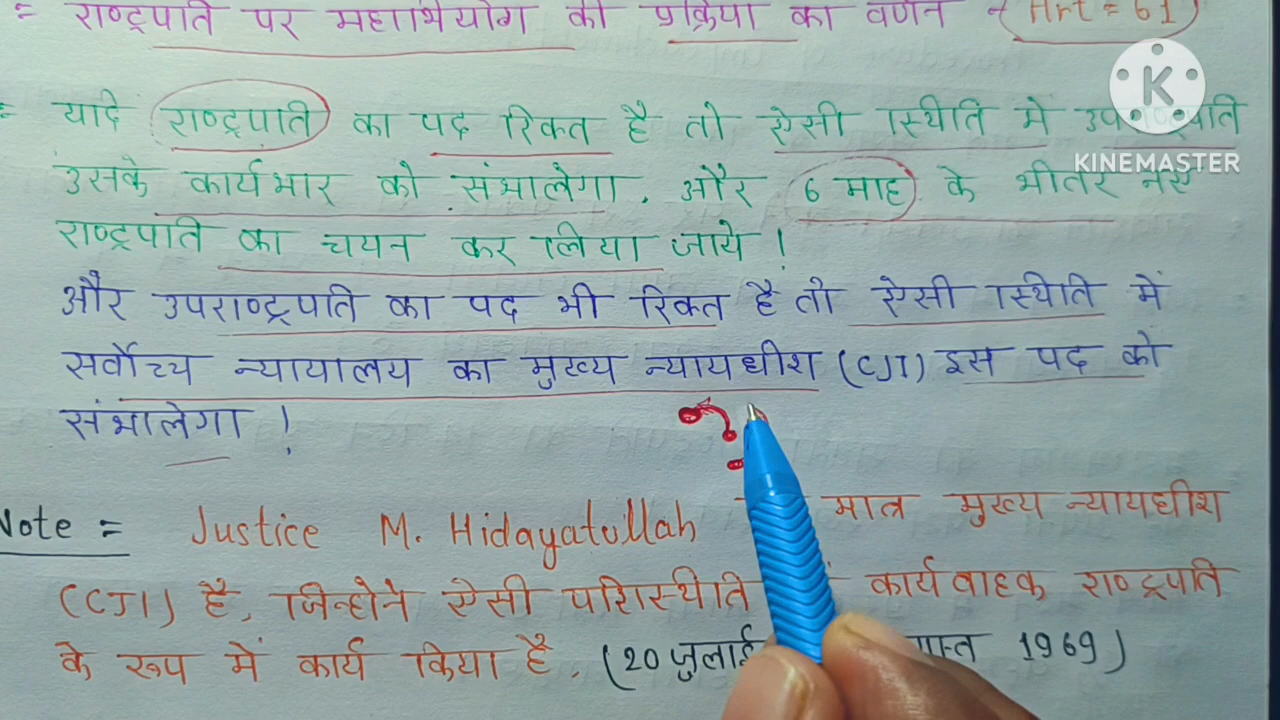 = राष्ट्रपति पर महाभियोग की प्रक्रिया का वर्णन - (Art = 61)
= यदि राष्ट्रपति का पद रिक्त है तो ऐसी स्थिति मे
उसके कार्यभार को संभालेगा, और 6 माह के भीतर नए
राष्ट्रपति का चयन कर लिया जाये !
और उपराष्ट्रपति का पद भी रिक्त है तो ऐसी स्थिति में
सर्वोच्च न्यायालय का मुख्य न्यायधीश (CJI) इस पद को
संभालेगा !
Note = Justice M. Hidayatullah मात्र मुख्य न्यायधीश
(CJI) है, जिन्होने ऐसी परिस्थीति कार्यवाहक राष्ट्रपति
के रूप में कार्य किया है, (20 जुलाई 1969)
K
KINEMASTER